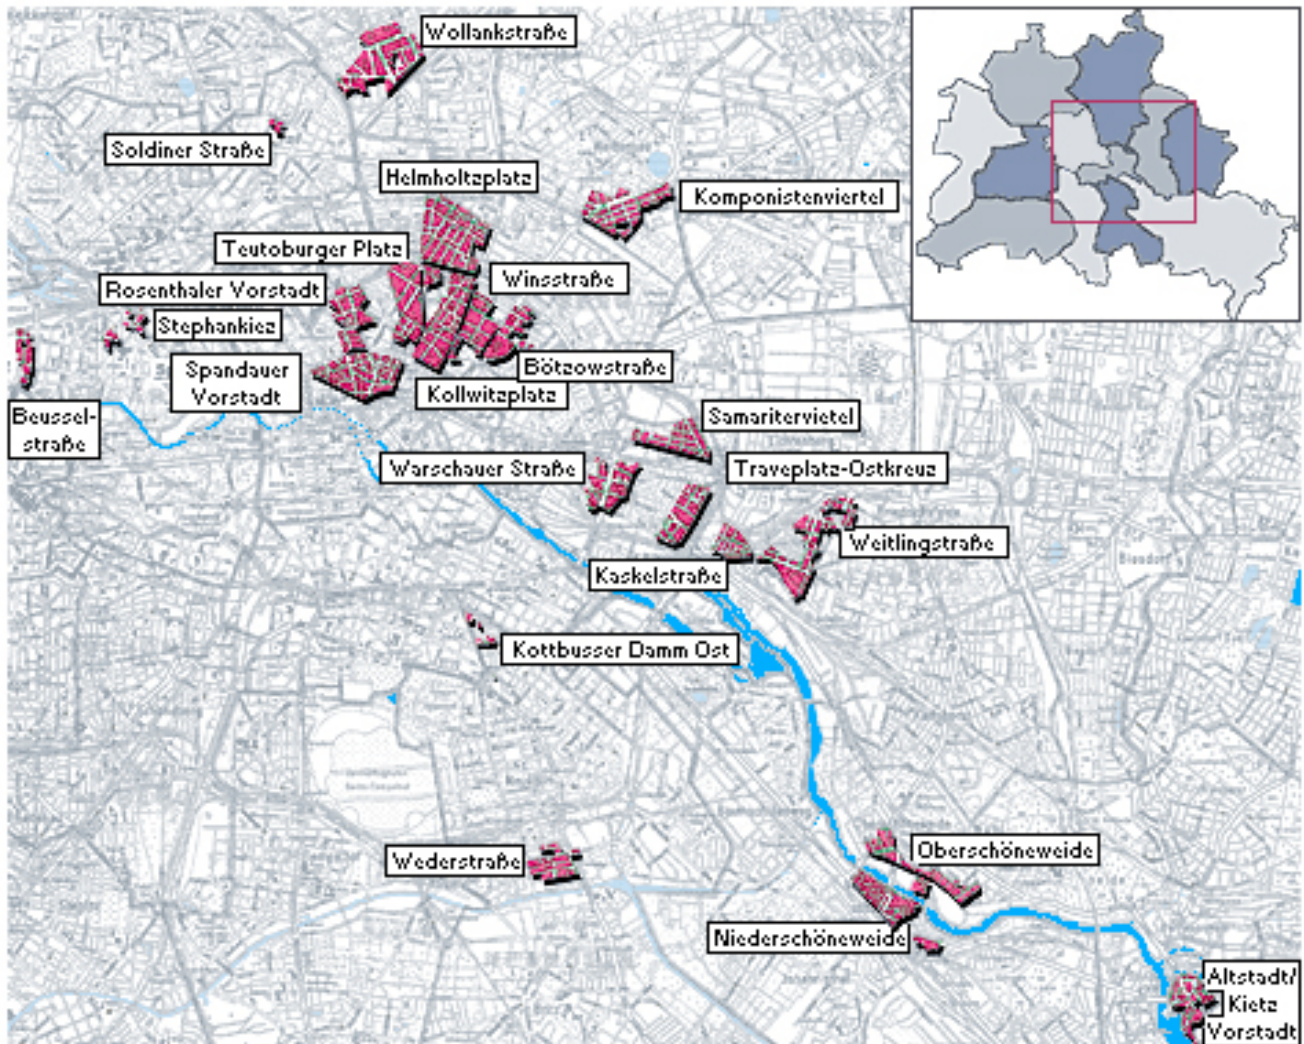 Wollankstraße
Soldiner Straße
Helmholtzplatz
Komponistenviertel
Teutoburger Platz
Winsstraße
Rosenthaler Vorstadt
Stephankiez
Spandauer
Vorstadt
Bötzowstraße
Kollwitzplatz
Beussel-
straße
Samaritervietel
Warschauer Straße
Traveplatz-Ostkreuz
Weitlingstraße
Kaskelstraße
Kottbusser Damm Ost
Wederstraße
Oberschöneweide
Niederschöneweide
Altstadt/
Kietz
Vorstadt